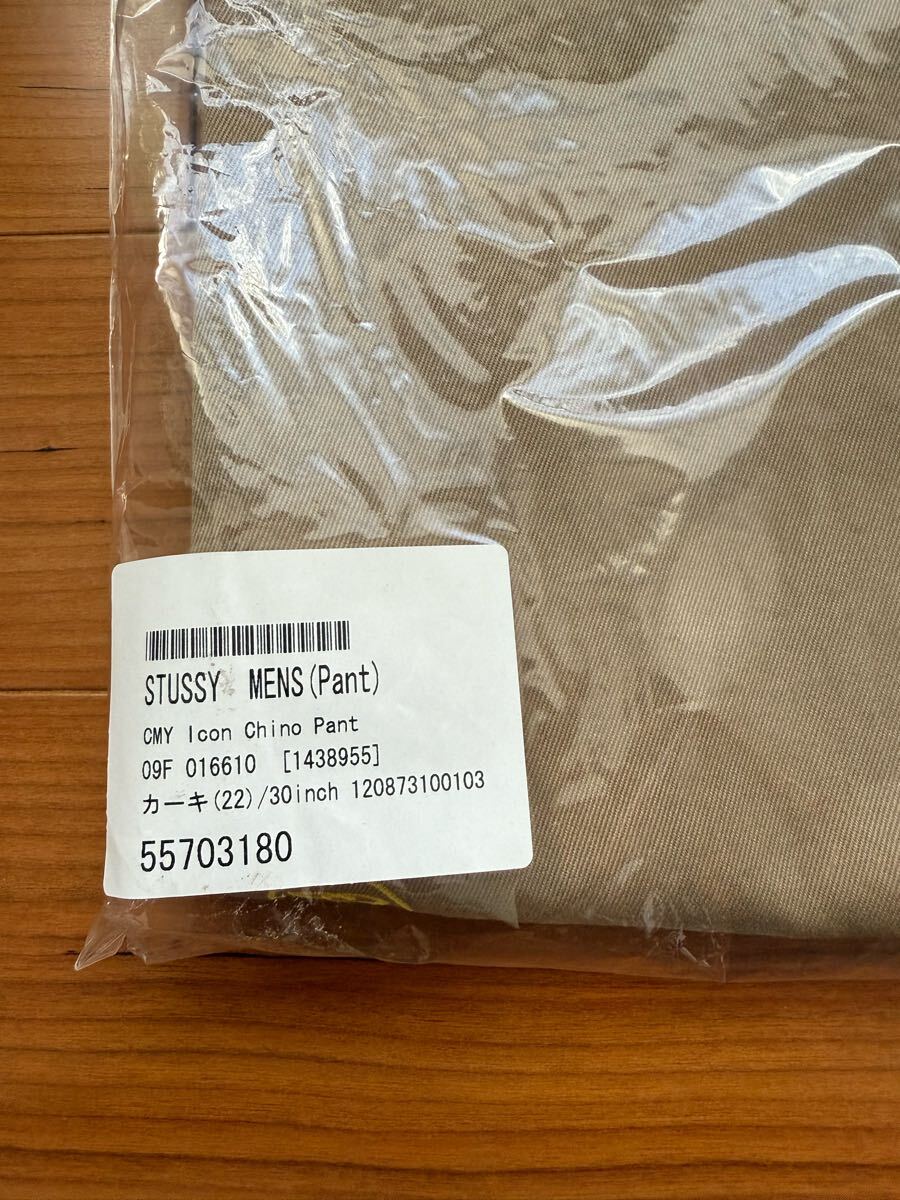 STUSSY MENS(Pant)
CMY Icon Chino Pant
09F 016610 [1438955]
カーキ(22)/30inch 120873100103
55703180